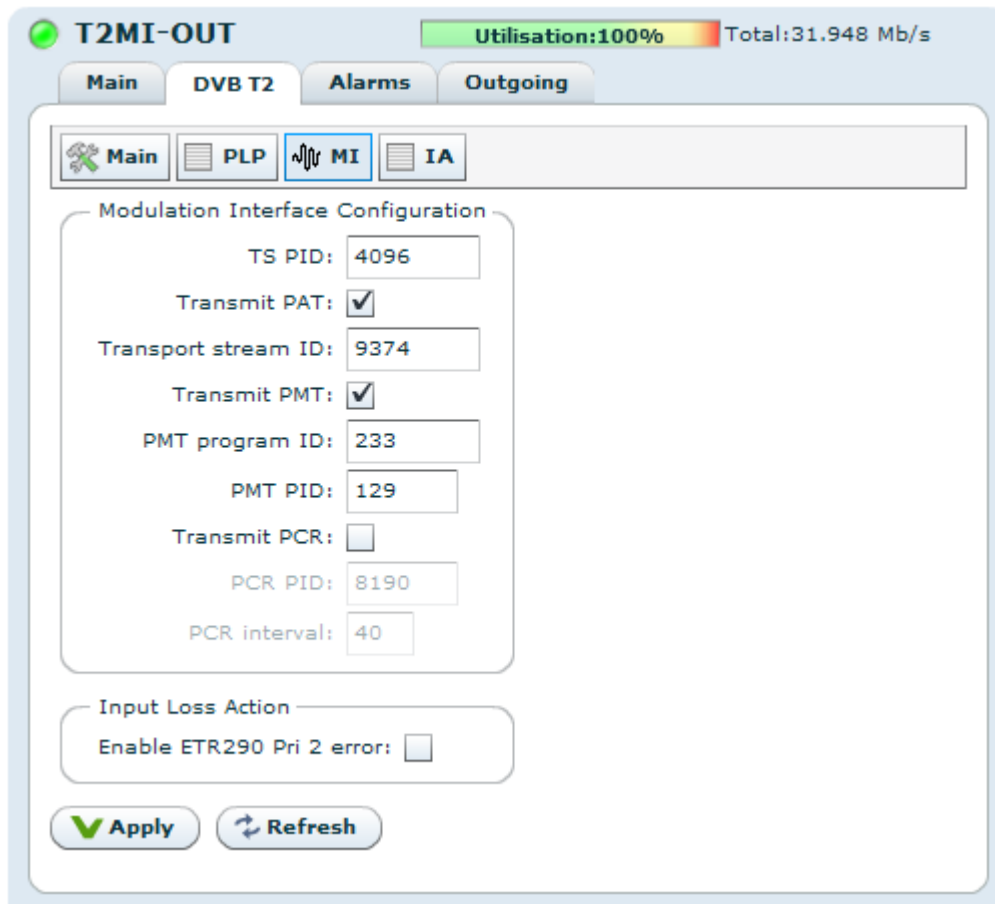 T2MI-OUT Utilisation:100% Total:31.948 Mb/s
Main DVB T2 Alarms Outgoing
Main PLP MI IA
Modulation Interface Configuration
TS PID: 4096
Transmit PAT:
Transport stream ID: 9374
Transmit PMT:
PMT program ID: 233
PMT PID: 129
Transmit PCR:
PCR PID: 8190
PCR interval: 40
Input Loss Action
Enable ETR290 Pri 2 error:
Apply Refresh